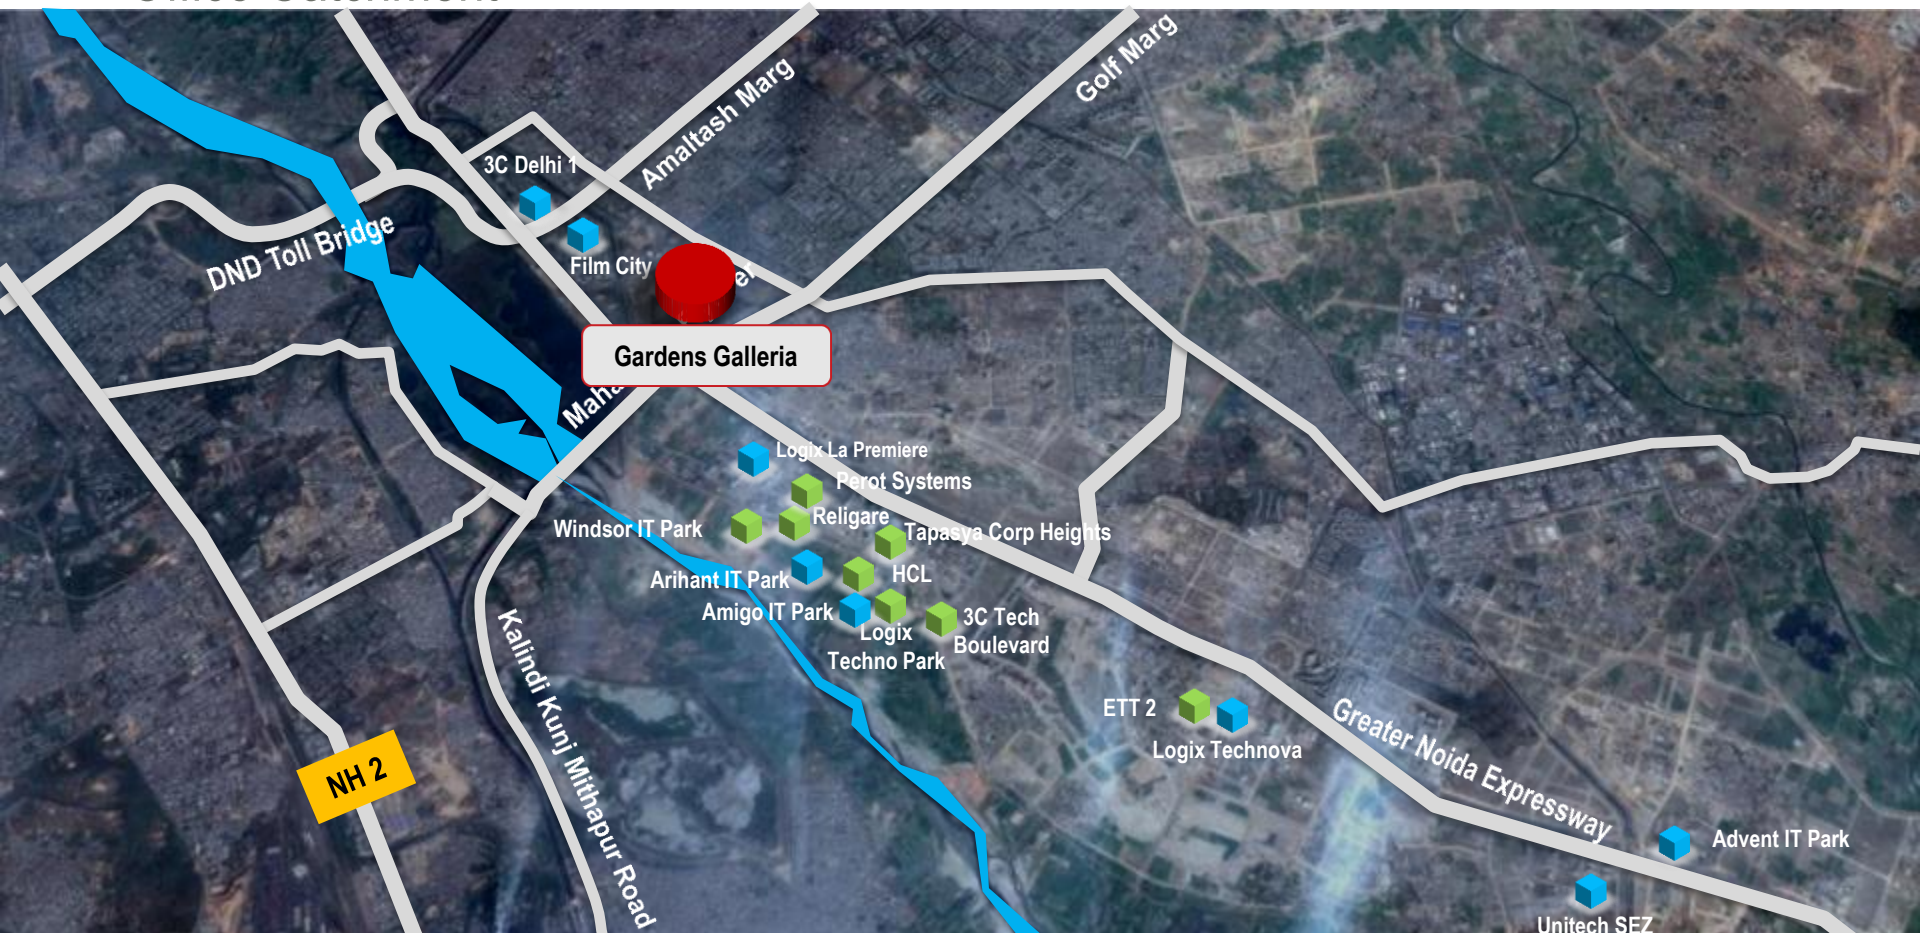 Office Catchment
Golf Marg
Amaltash Marg
3C Delhi 1
DND Toll Bridge
Film City
Gardens Galleria
Logix La Premiere
Perot Systems
Religare
Windsor IT Park
Tapasya Corp Heights
HCL
Arihant IT Park
Amigo IT Park
Logix
Techno Park
3C Tech
Boulevard
Kalindi Kunj Mithapur Road
ETT 2
Logix Technova
Greater Noida Expressway
NH 2
Advent IT Park
Unitech SEZ